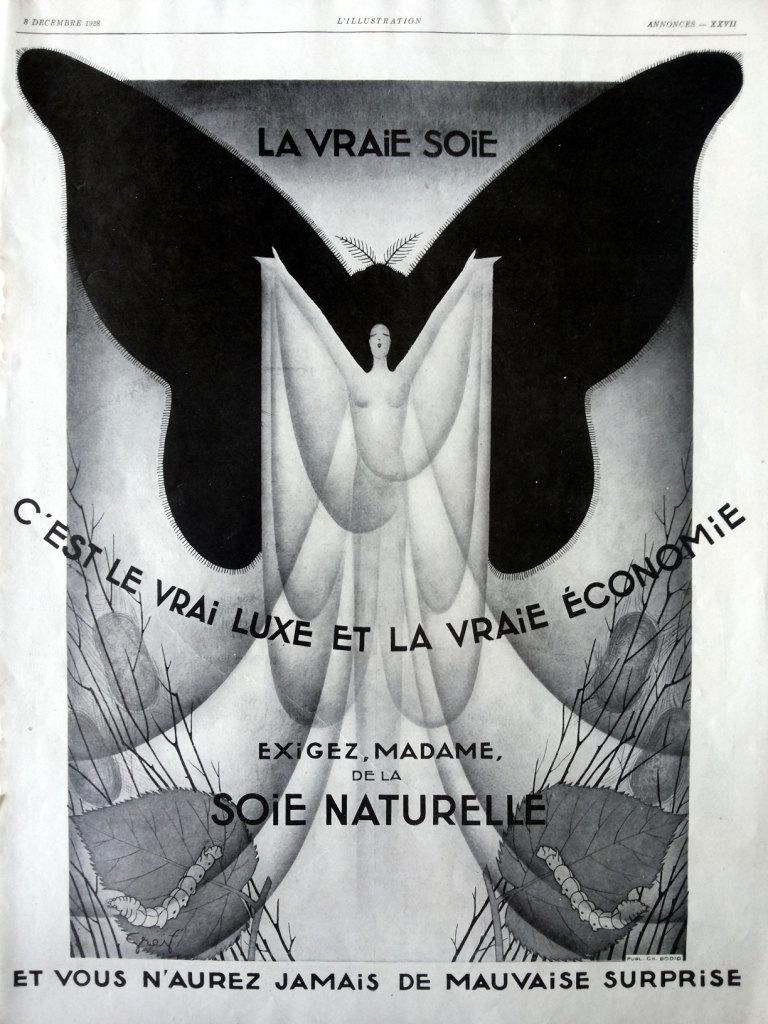 8 DECEMBRE 1928
L'ILLUSTRATION
ANNONCES — XXVII
LA VRAiE SOiE
C'EST LE VRAi LUXE ET LA VRAiE ÉCONOMiE
EXiGEZ, MADAME,
DE LA
SOiE NATURELLE
PUBL. CH. BODIO
ET VOUS N'AUREZ JAMAiS DE MAUVAiSE SURPRiSE